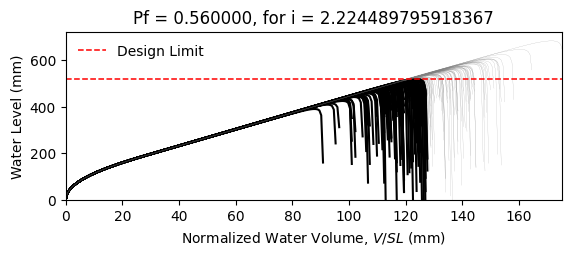 Pf = 0.560000, for i = 2.224489795918367
Design Limit
Water Level (mm)
600
400
200
0
0 20 40 60 80 100 120 140 160
Normalized Water Volume, V/SL (mm)